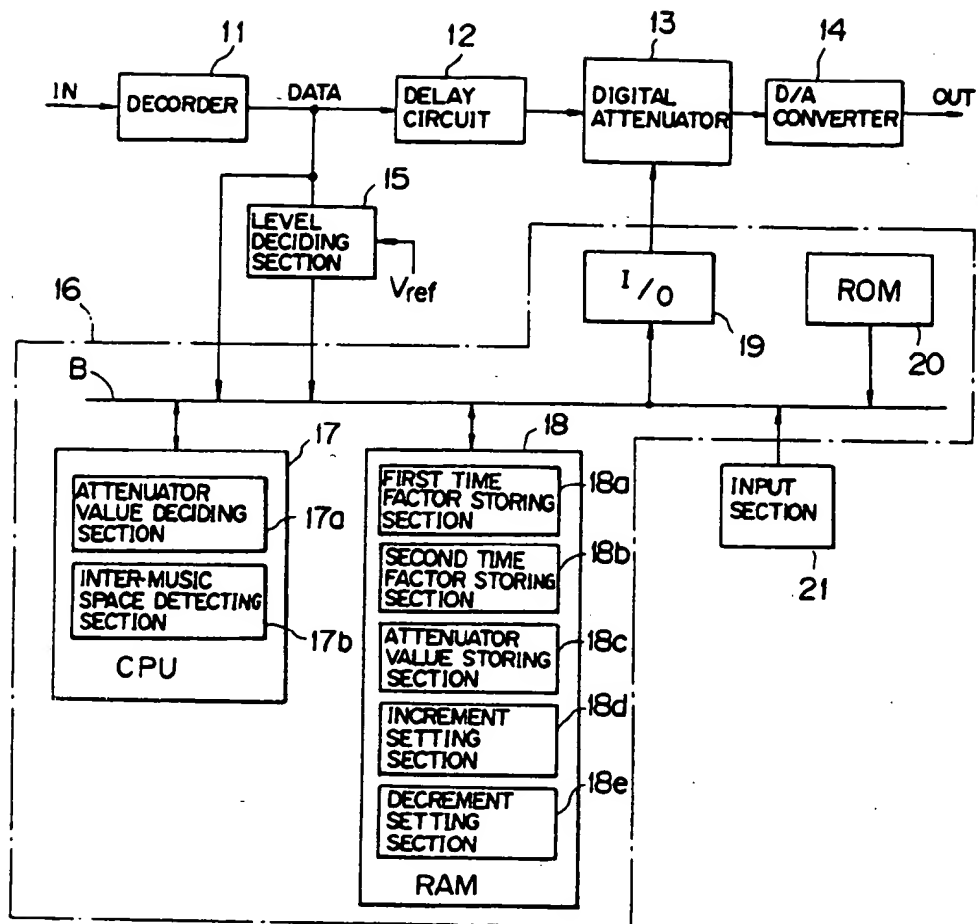 11
12
13
14
IN
DECORDER
DATA
DELAY
CIRCUIT
DIGITAL
ATTENUATOR
D/A
CONVERTER
OUT
15
LEVEL
DECIDING
SECTION
Vref
16
I/O
19
ROM
20
B
17
ATTENUATOR
VALUE DECIDING
SECTION
17a
INTER-MUSIC
SPACE DETECTING
SECTION
17b
CPU
18
FIRST TIME
FACTOR STORING
SECTION
18a
SECOND TIME
FACTOR STORING
SECTION
18b
ATTENUATOR
VALUE STORING
SECTION
18c
INCREMENT
SETTING
SECTION
18d
DECREMENT
SETTING
SECTION
18e
RAM
INPUT
SECTION
21